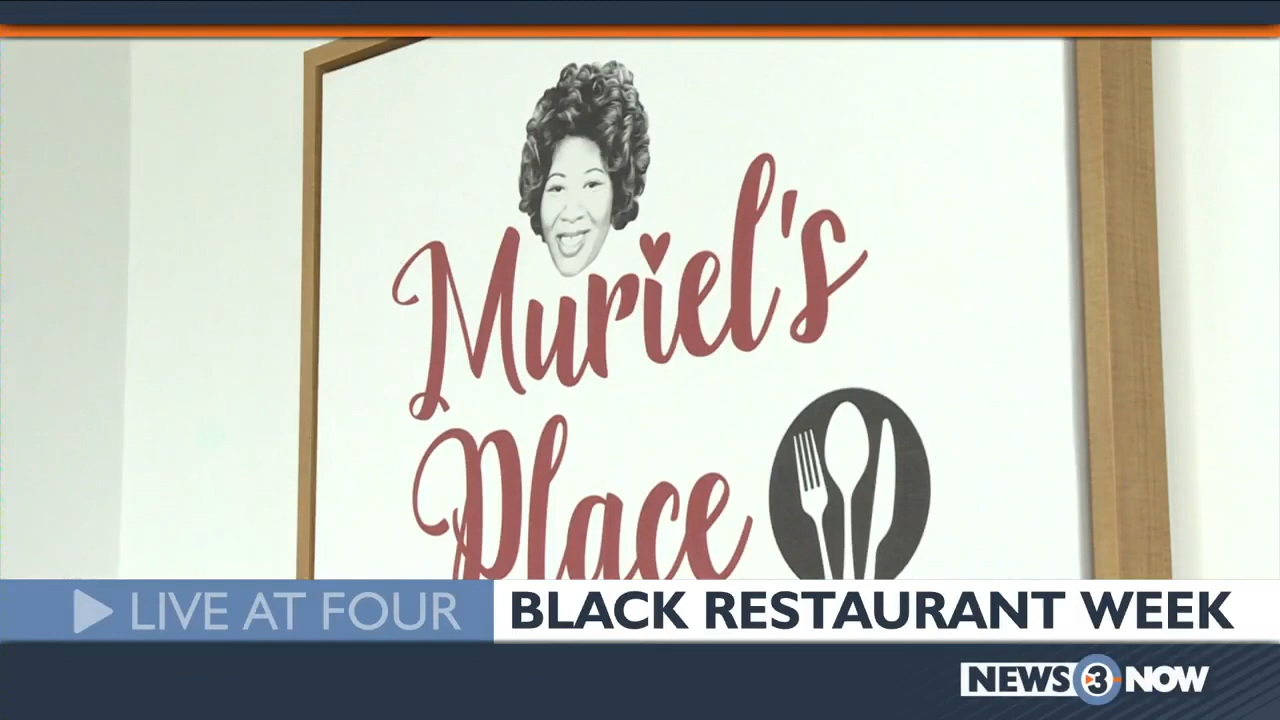 Muriel's
Place
LIVE AT FOUR
BLACK RESTAURANT WEEK
NEWS 3 NOW